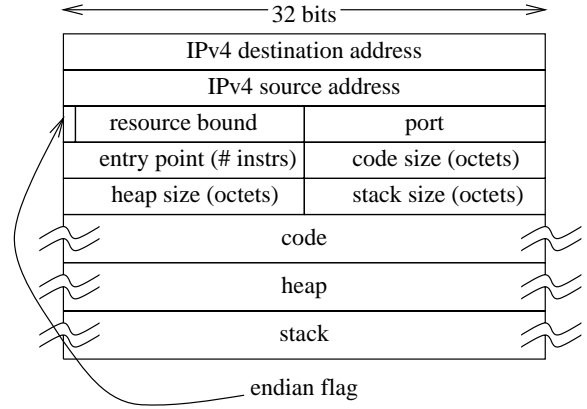 32 bits
IPv4 destination address
IPv4 source address
resource bound port
entry point (# instrs) code size (octets)
heap size (octets) stack size (octets)
code
heap
stack
endian flag